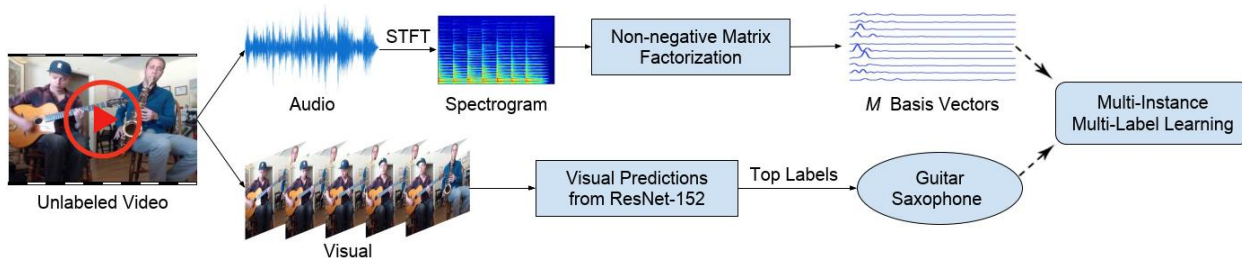 Unlabeled Video
Audio
STFT
Spectrogram
Non-negative Matrix
Factorization
M Basis Vectors
Visual
Visual Predictions
from ResNet-152
Top Labels
Guitar
Saxophone
Multi-Instance
Multi-Label Learning